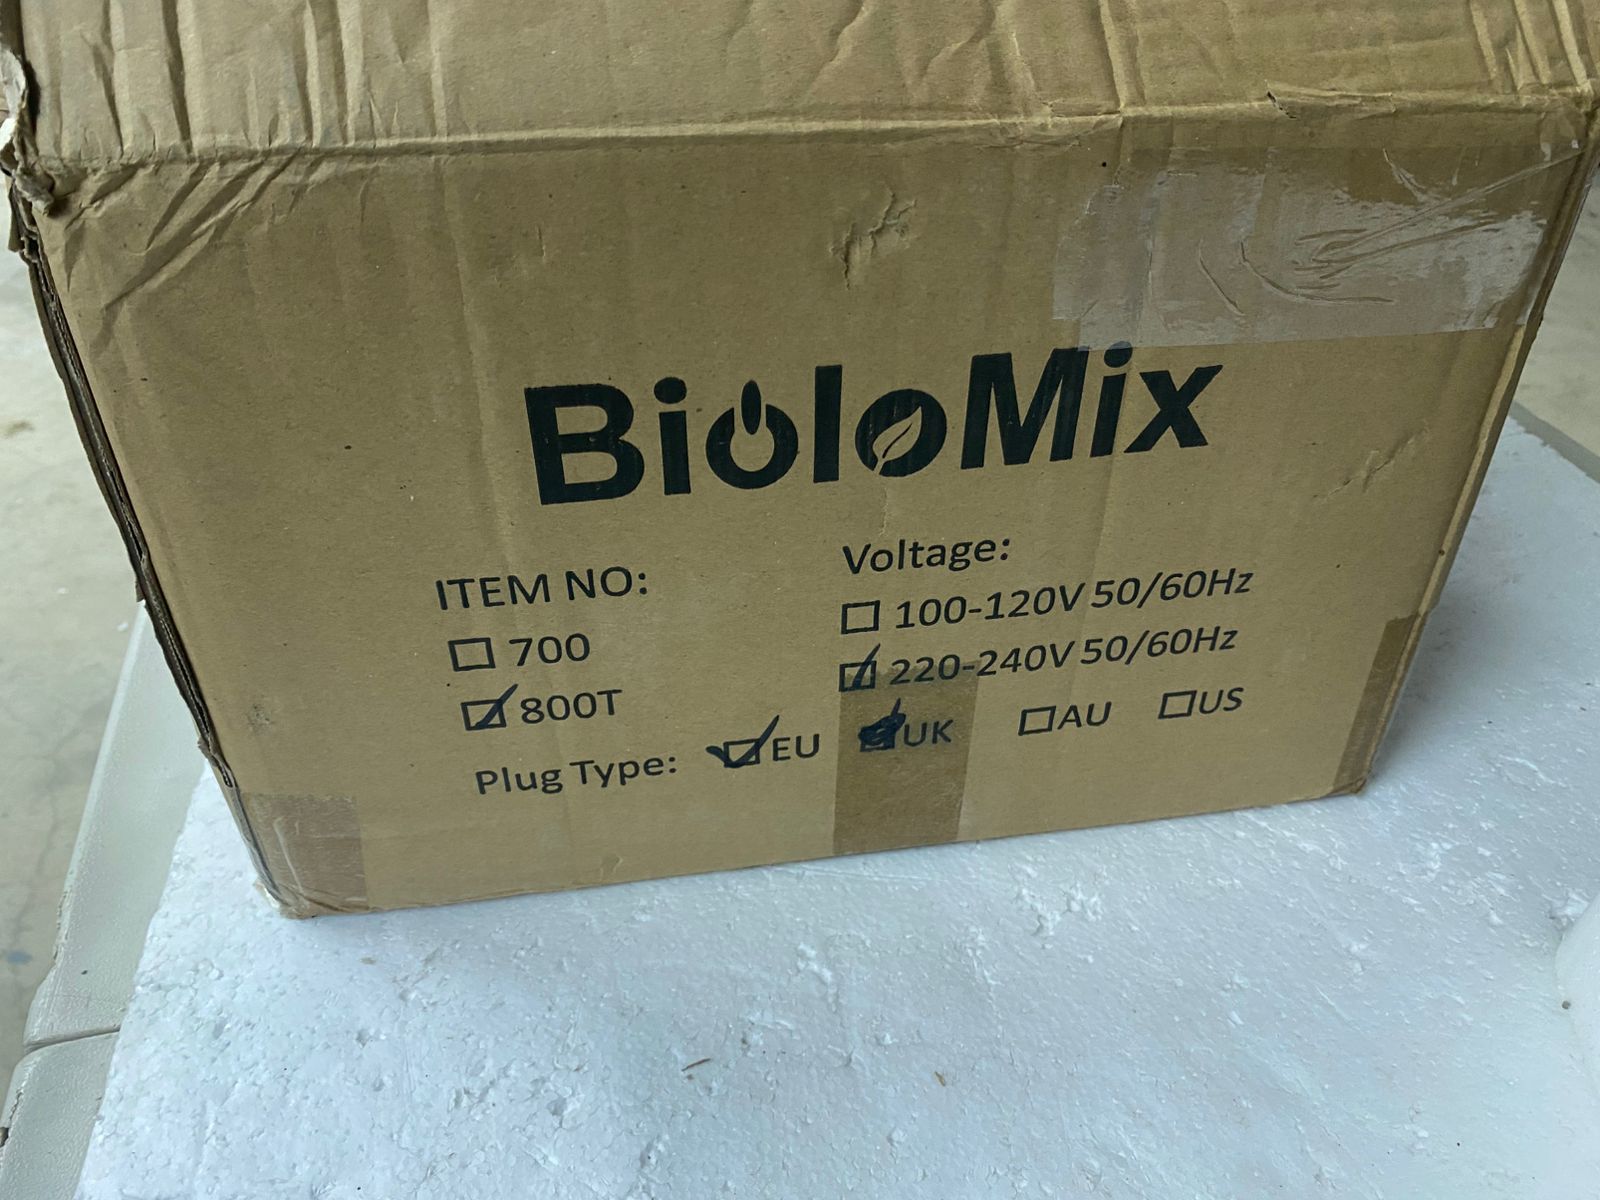 BioloMix
ITEM NO:
700
800T
Voltage:
100-120V 50/60Hz
220-240V 50/60Hz
Plug Type: EU UK AU US